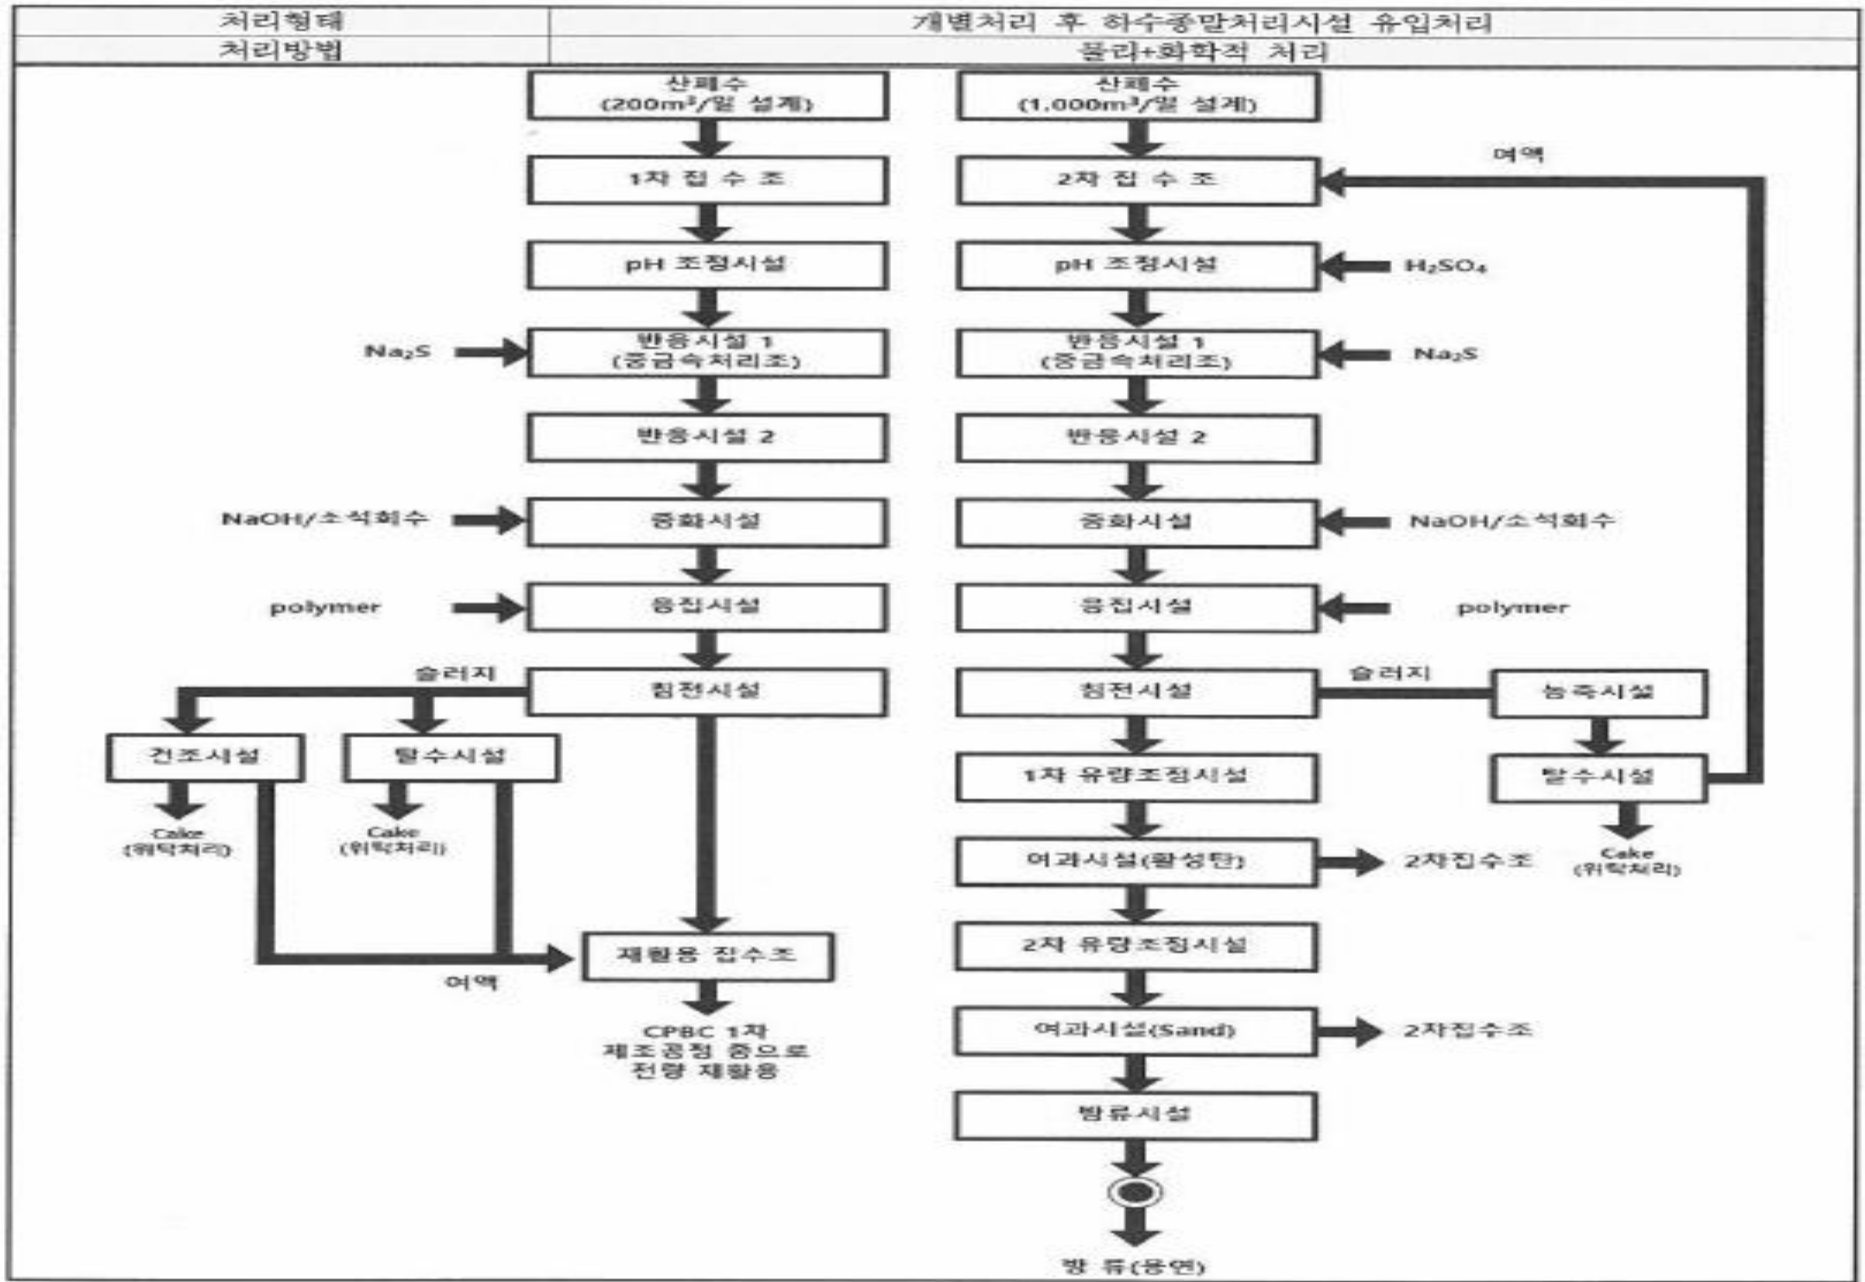 처리형태
개별처리 후 하수종말처리시설 유입처리
처리방법
물리+화학적 처리
산폐수
(200m³/일 설계)
1차 집 수 조
pH 조정시설
Na₂S
반응시설 1
(중금속처리조)
반응시설 2
NaOH/소석회수
중화시설
polymer
응집시설
슬러지
침전시설
건조시설
탈수시설
Cake
(위탁처리)
Cake
(위탁처리)
여액
재활용 집수조
CPBC 1차
제조공정 중으로
전량 재활용
산폐수
(1,000m³/일 설계)
여액
2차 집 수 조
pH 조정시설
H₂SO₄
반응시설 1
(중금속처리조)
Na₂S
반응시설 2
중화시설
NaOH/소석회수
응집시설
polymer
침전시설
슬러지
농축시설
1차 유량조정시설
탈수시설
Cake
(위탁처리)
여과시설(활성탄)
2차집수조
2차 유량조정시설
여과시설(Sand)
2차집수조
방류시설
방 류(용연)